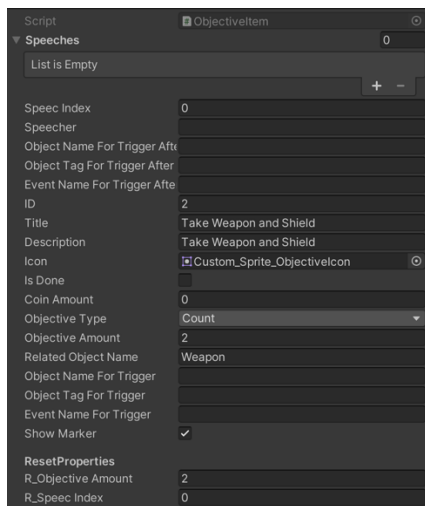 Script ObjectiveItem
Speeches 0
List is Empty
+ −
Speec Index 0
Speecher
Object Name For Trigger Afte
Object Tag For Trigger After
Event Name For Trigger Afte
ID 2
Title Take Weapon and Shield
Description Take Weapon and Shield
Icon Custom_Sprite_ObjectiveIcon
Is Done
Coin Amount 0
Objective Type Count
Objective Amount 2
Related Object Name Weapon
Object Name For Trigger
Object Tag For Trigger
Event Name For Trigger
Show Marker
ResetProperties
R_Objective Amount 2
R_Speec Index 0